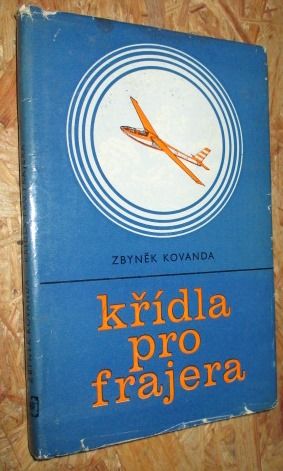 ZBYNĚK KOVANDA
křídla
pro
frajera